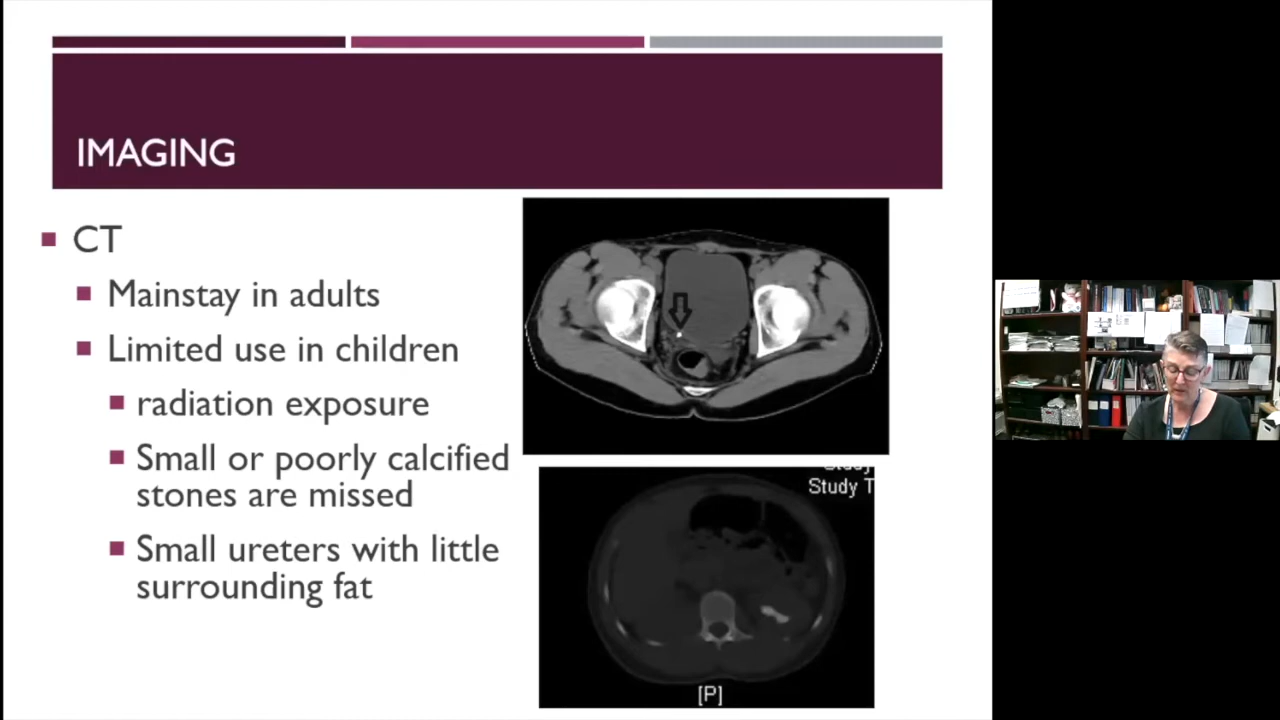 IMAGING
CT
Mainstay in adults
Limited use in children
radiation exposure
Small or poorly calcified
stones are missed
Small ureters with little
surrounding fat
Study T
[P]